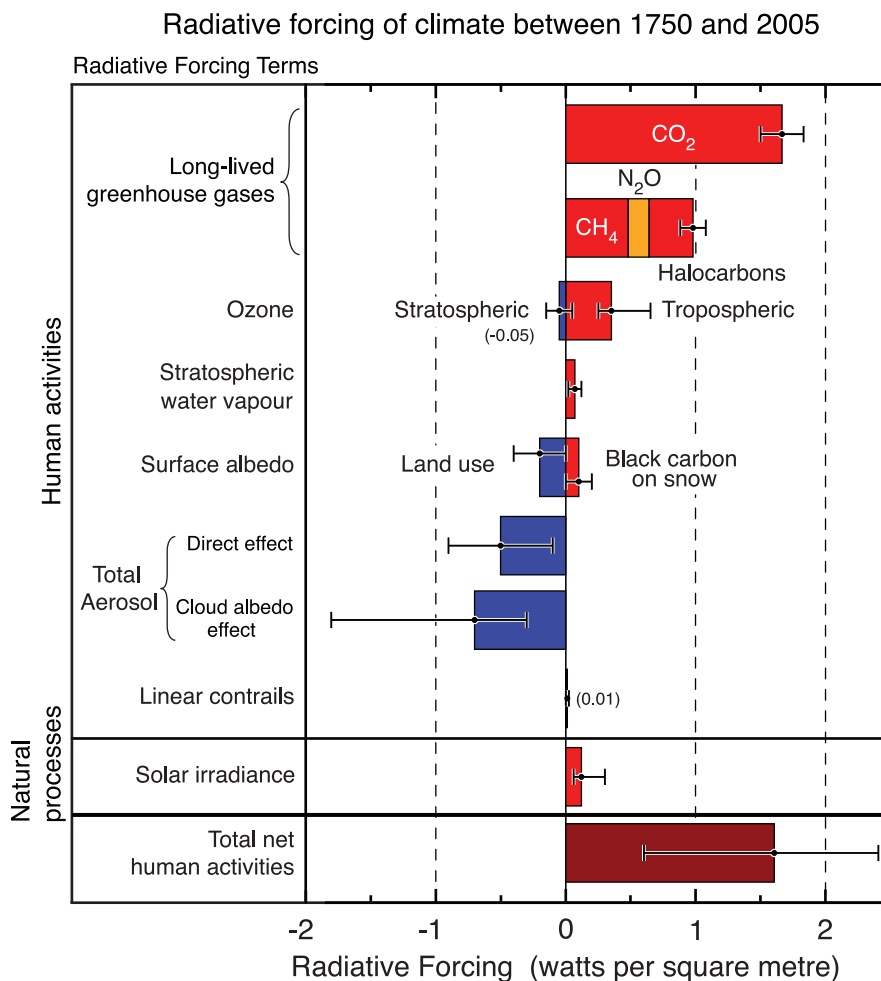 Radiative forcing of climate between 1750 and 2005
Radiative Forcing Terms
Human activities
Long-lived
greenhouse gases
CO₂
N₂O
CH₄
Halocarbons
Ozone
Stratospheric
(-0.05)
Tropospheric
Stratospheric
water vapour
Surface albedo
Land use
Black carbon
on snow
Total
Aerosol
Direct effect
Cloud albedo
effect
Linear contrails
(0.01)
Natural
processes
Solar irradiance
Total net
human activities
-2 -1 0 1 2
Radiative Forcing (watts per square metre)